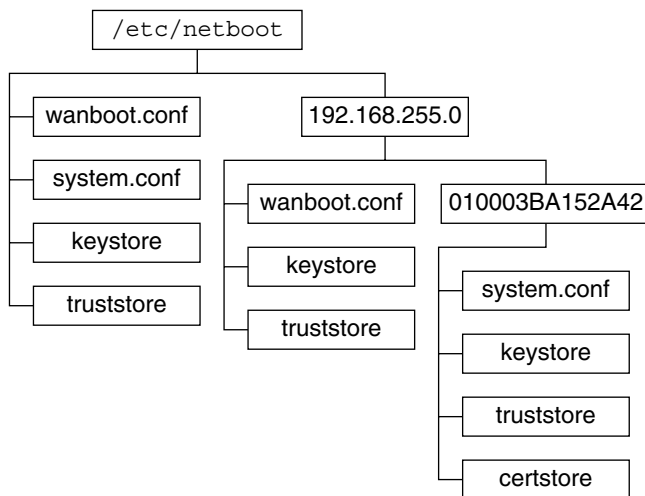 /etc/netboot
wanboot.conf
system.conf
keystore
truststore
192.168.255.0
wanboot.conf
keystore
truststore
010003BA152A42
system.conf
keystore
truststore
certstore